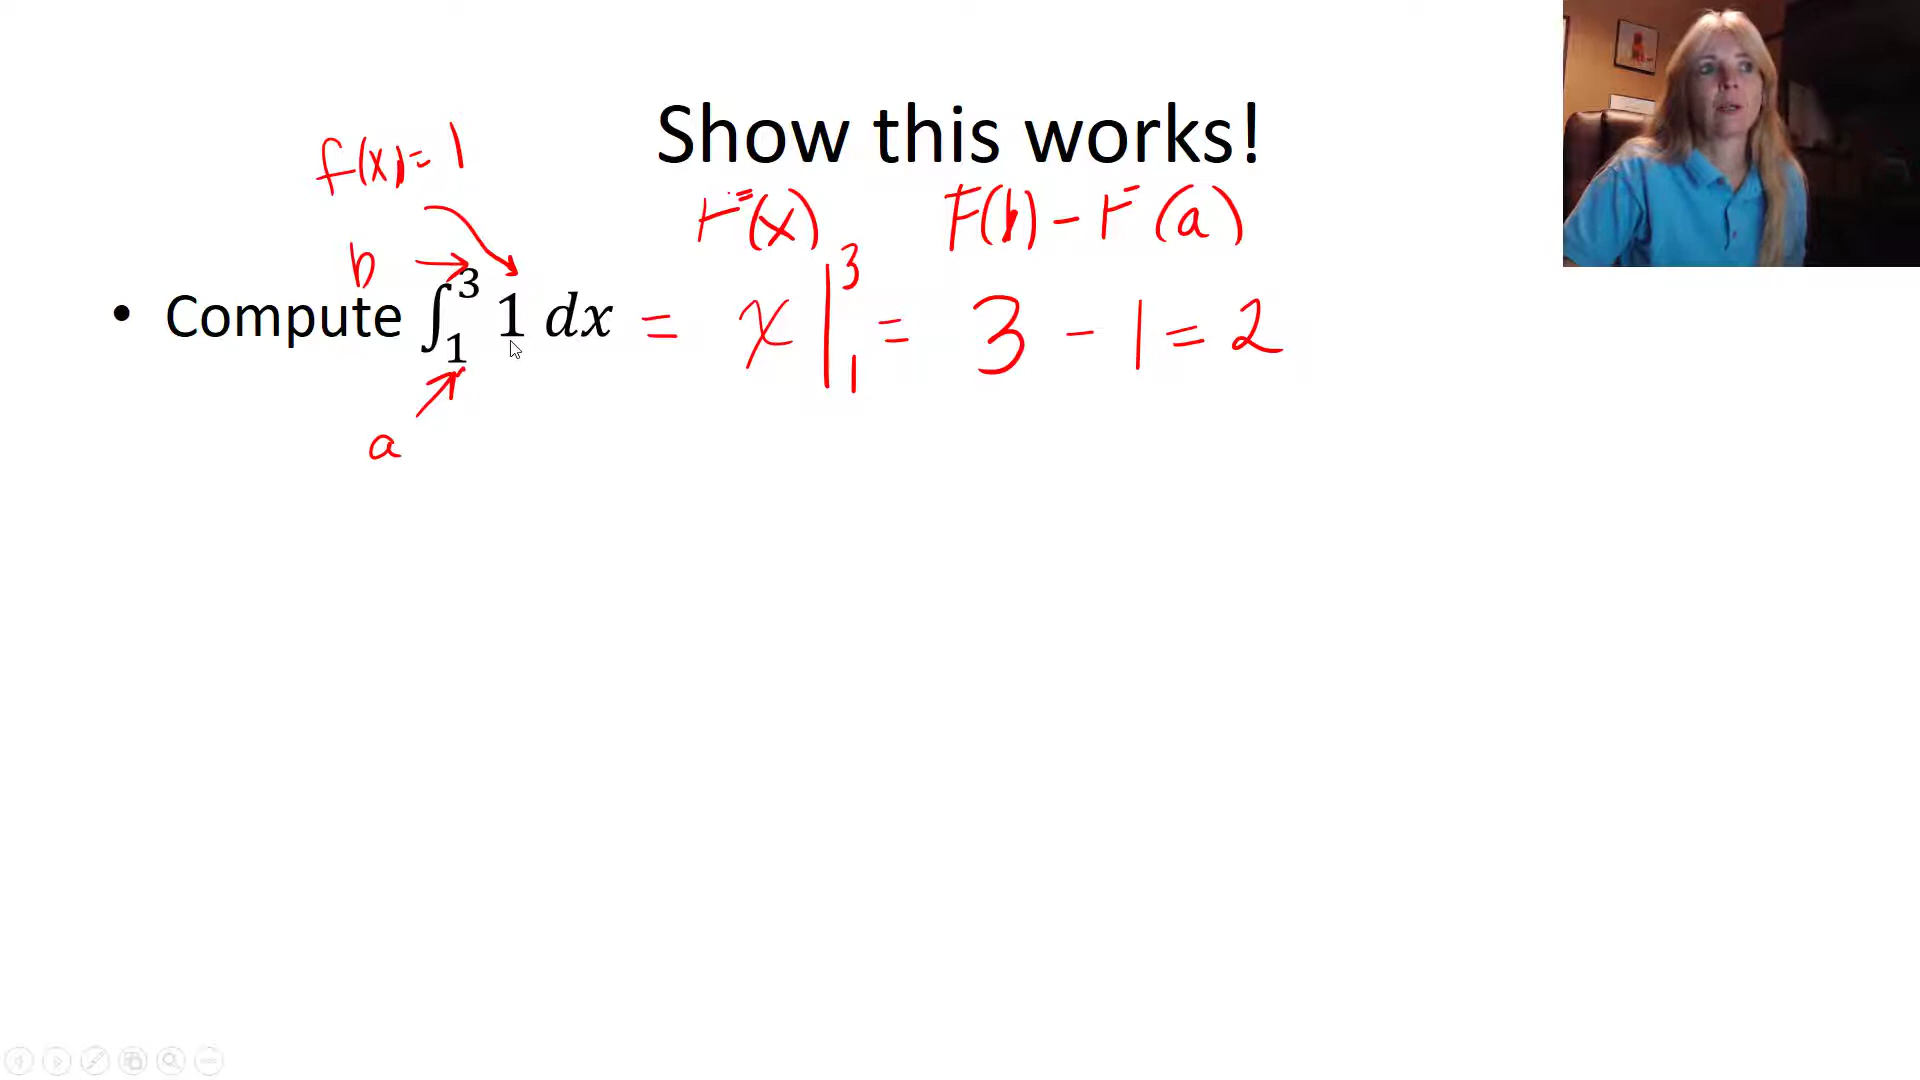 Show this works!
f(x) = 1
F(x) F(b) - F(a)
b
• Compute ∫₁³ 1 dx = x |₁³ = 3 - 1 = 2
a